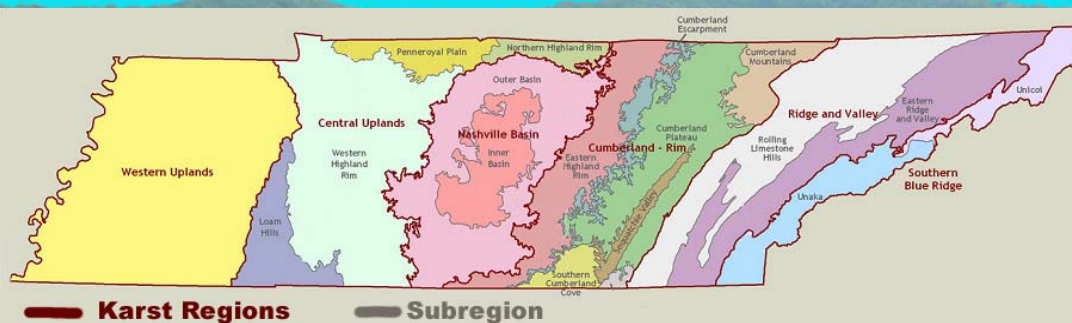 Cumberland
Escarpment
Penneroyal Plain
Northern Highland Rim
Cumberland
Mountains
Outer Basin
Unicoi
Eastern
Ridge
and Valley
Ridge and Valley
Central Uplands
Nashville Basin
Cumberland
Plateau
Rolling
Limestone
Hills
Cumberland - Rim
Inner
Basin
Western
Highland
Rim
Eastern
Highland
Rim
Western Uplands
Southern
Blue Ridge
Unaka
Loam
Hills
Sequatchie Valley
Southern
Cumberland
Cove
Karst Regions
Subregion